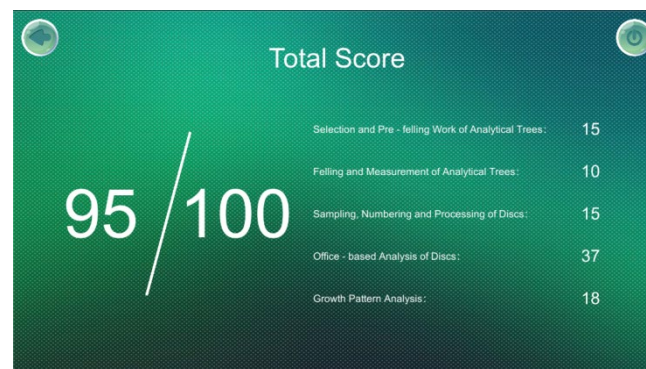 Total Score
95/100
Selection and Pre - felling Work of Analytical Trees: 15
Felling and Measurement of Analytical Trees: 10
Sampling, Numbering and Processing of Discs: 15
Office - based Analysis of Discs: 37
Growth Pattern Analysis: 18